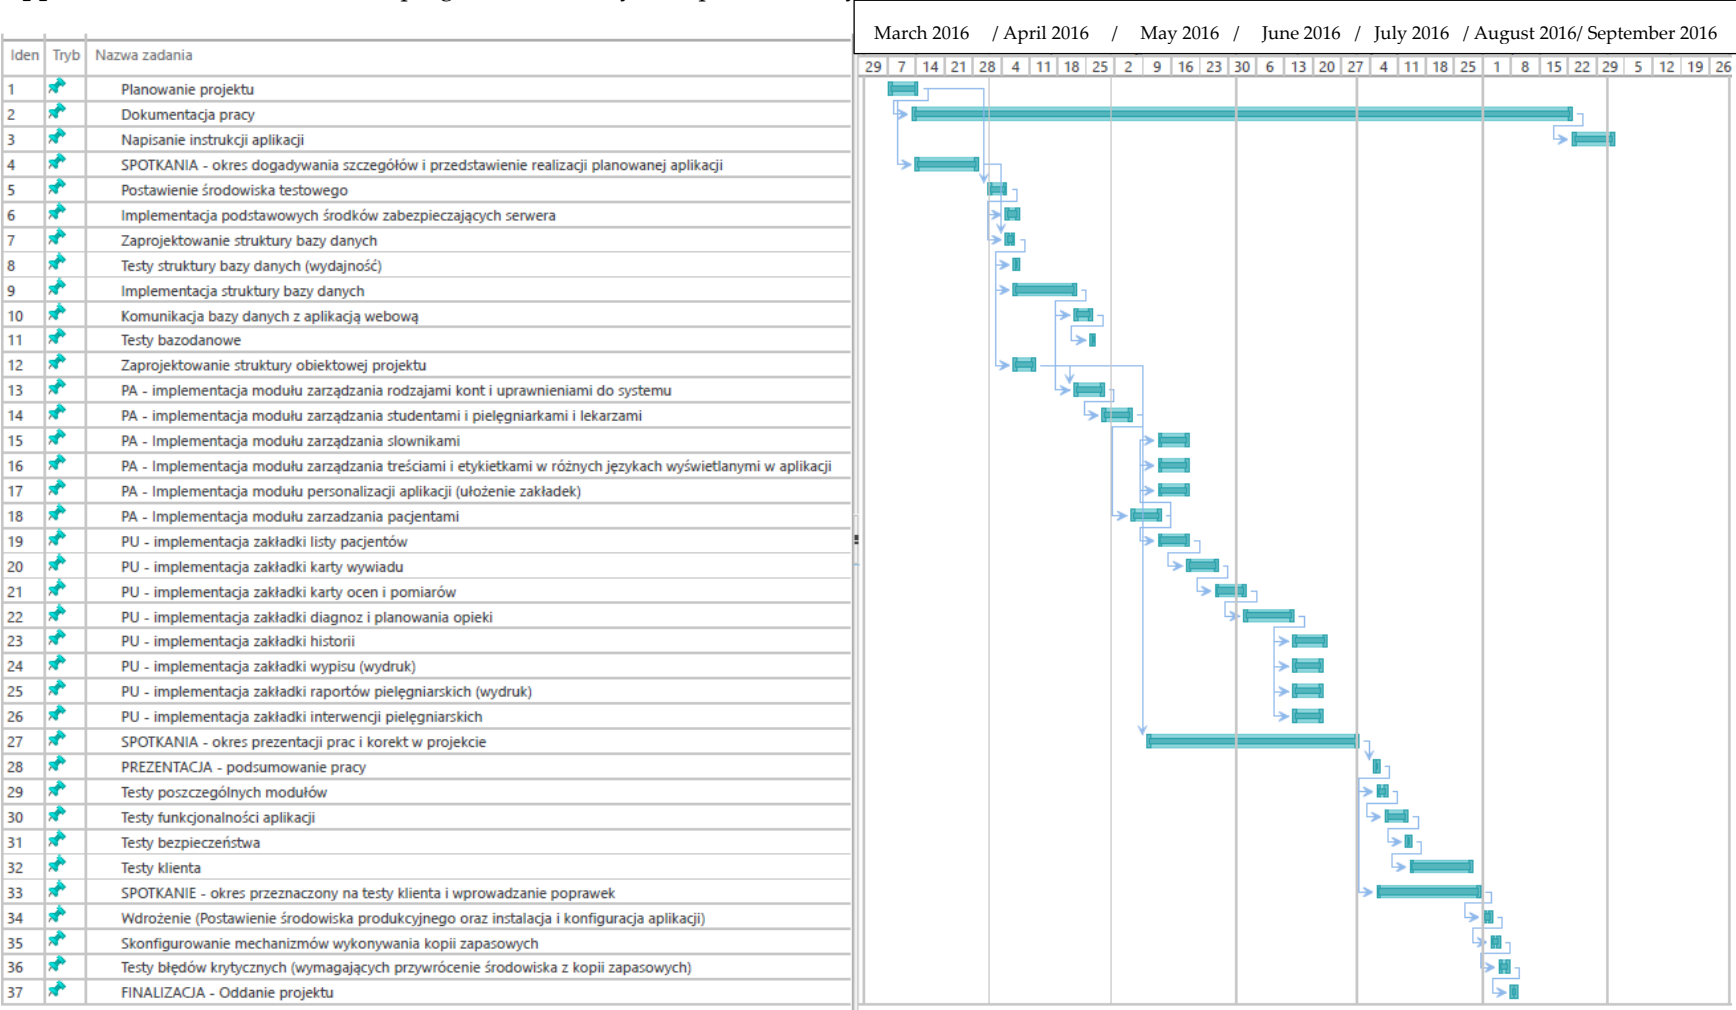 March 2016 / April 2016 / May 2016 / June 2016 / July 2016 / August 2016/ September 2016
Iden Tryb Nazwa zadania
29 7 14 21 28 4 11 18 25 2 9 16 23 30 6 13 20 27 4 11 18 25 1 8 15 22 29 5 12 19 26
1 Planowanie projektu
2 Dokumentacja pracy
3 Napisanie instrukcji aplikacji
4 SPOTKANIA - okres dogadywania szczegółów i przedstawienie realizacji planowanej aplikacji
5 Postawienie środowiska testowego
6 Implementacja podstawowych środków zabezpieczających serwera
7 Zaprojektowanie struktury bazy danych
8 Testy struktury bazy danych (wydajność)
9 Implementacja struktury bazy danych
10 Komunikacja bazy danych z aplikacją webową
11 Testy bazodanowe
12 Zaprojektowanie struktury obiektowej projektu
13 PA - implementacja modułu zarządzania rodzajami kont i uprawnieniami do systemu
14 PA - implementacja modułu zarządzania studentami i pielęgniarkami i lekarzami
15 PA - Implementacja modułu zarządzania slownikami
16 PA - Implementacja modułu zarządzania treściami i etykietkami w różnych językach wyświetlanymi w aplikacji
17 PA - Implementacja modułu personalizacji aplikacji (ułożenie zakładek)
18 PA - Implementacja modułu zarzadzania pacjentami
19 PU - implementacja zakładki listy pacjentów
20 PU - implementacja zakładki karty wywiadu
21 PU - implementacja zakładki karty ocen i pomiarów
22 PU - implementacja zakładki diagnoz i planowania opieki
23 PU - implementacja zakładki historii
24 PU - implementacja zakładki wypisu (wydruk)
25 PU - implementacja zakładki raportów pielęgniarskich (wydruk)
26 PU - implementacja zakładki interwencji pielęgniarskich
27 SPOTKANIA - okres prezentacji prac i korekt w projekcie
28 PREZENTACJA - podsumowanie pracy
29 Testy poszczególnych modułów
30 Testy funkcjonalności aplikacji
31 Testy bezpieczeństwa
32 Testy klienta
33 SPOTKANIE - okres przeznaczony na testy klienta i wprowadzanie poprawek
34 Wdrożenie (Postawienie środowiska produkcyjnego oraz instalacja i konfiguracja aplikacji)
35 Skonfigurowanie mechanizmów wykonywania kopii zapasowych
36 Testy błędów krytycznych (wymagających przywrócenie środowiska z kopii zapasowych)
37 FINALIZACJA - Oddanie projektu